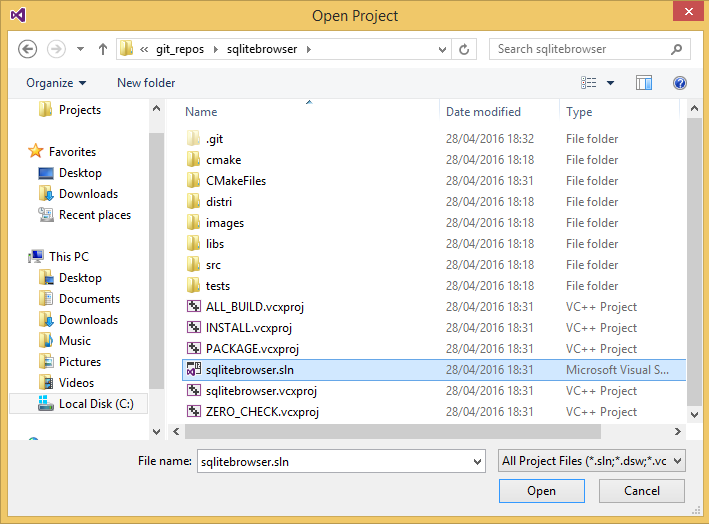 Open Project
« git_repos sqlitebrowser
Search sqlitebrowser
Organize New folder
Projects
Favorites
Desktop
Downloads
Recent places
This PC
Desktop
Documents
Downloads
Music
Pictures
Videos
Local Disk (C:)
Name Date modified Type
.git 28/04/2016 18:32 File folder
cmake 28/04/2016 18:18 File folder
CMakeFiles 28/04/2016 18:31 File folder
distri 28/04/2016 18:18 File folder
images 28/04/2016 18:18 File folder
libs 28/04/2016 18:18 File folder
src 28/04/2016 18:18 File folder
tests 28/04/2016 18:18 File folder
ALL_BUILD.vcxproj 28/04/2016 18:31 VC++ Project
INSTALL.vcxproj 28/04/2016 18:31 VC++ Project
PACKAGE.vcxproj 28/04/2016 18:31 VC++ Project
sqlitebrowser.sln 28/04/2016 18:31 Microsoft Visual S...
sqlitebrowser.vcxproj 28/04/2016 18:31 VC++ Project
ZERO_CHECK.vcxproj 28/04/2016 18:31 VC++ Project
File name: sqlitebrowser.sln All Project Files (*.sln;*.dsw;*.vc
Open Cancel